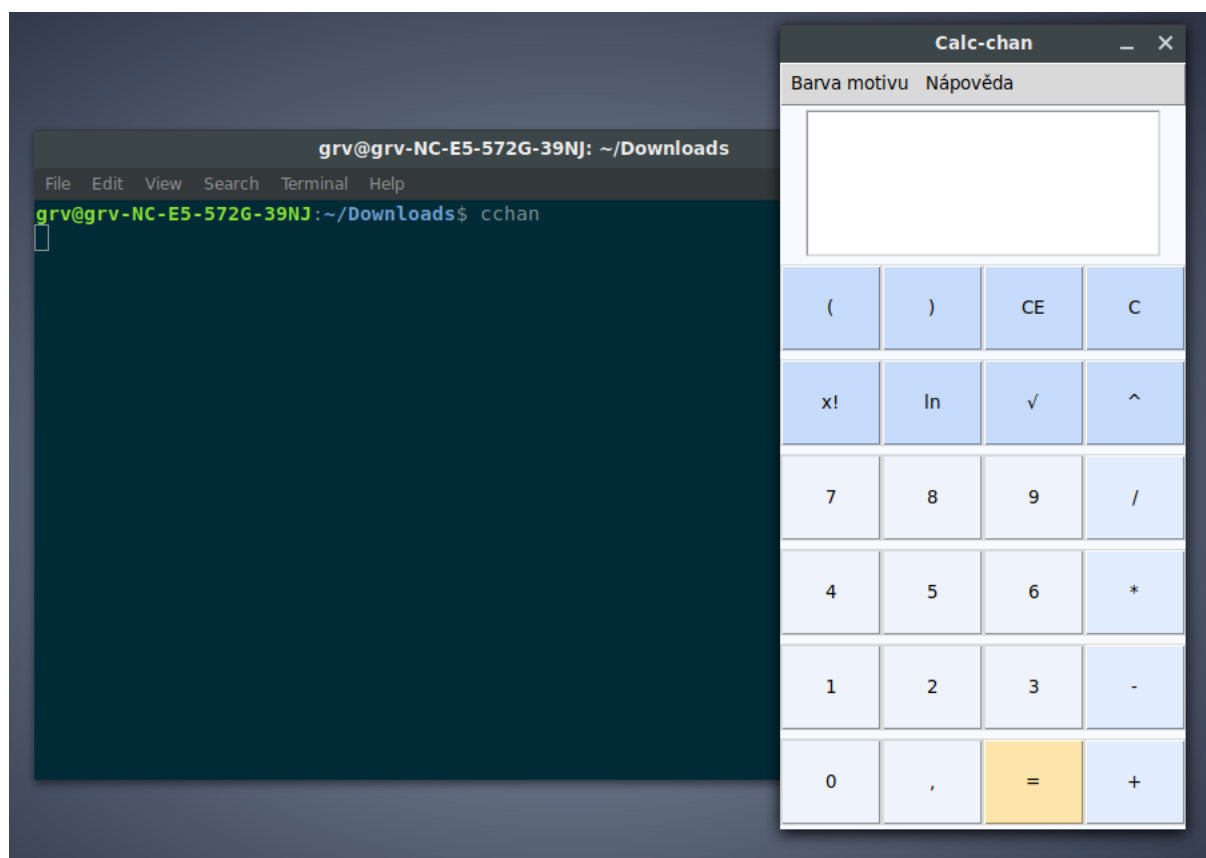 grv@grv-NC-E5-572G-39NJ: ~/Downloads
File Edit View Search Terminal Help
grv@grv-NC-E5-572G-39NJ:~/Downloads$ cchan
Calc-chan
Barva motivu Nápověda
( ) CE C
x! ln √ ^
7 8 9 /
4 5 6 *
1 2 3 -
0 , = +